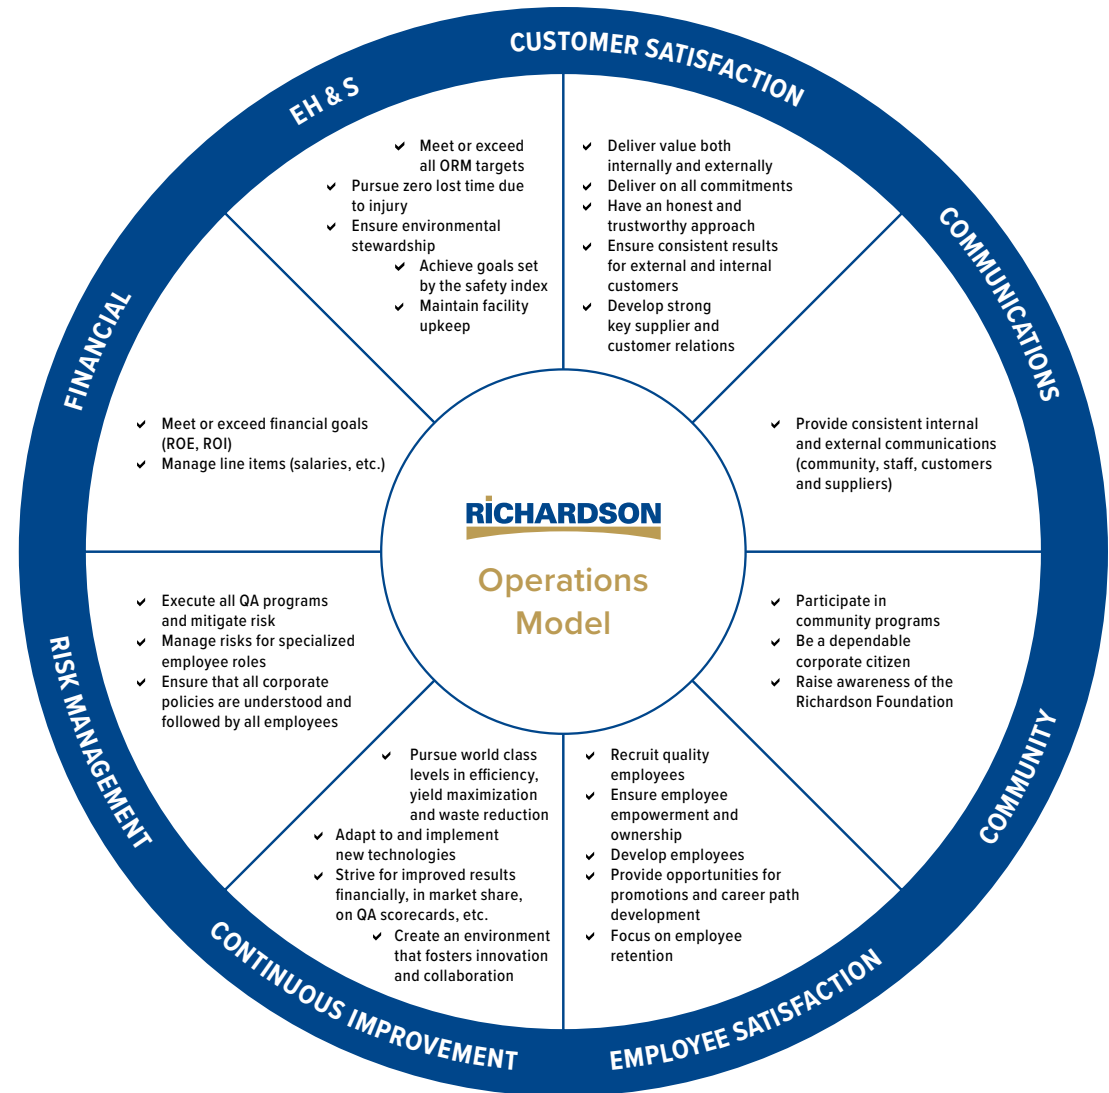 CUSTOMER SATISFACTION
Deliver value both
internally and externally
Deliver on all commitments
Have an honest and
trustworthy approach
Ensure consistent results
for external and internal
customers
Develop strong
key supplier and
customer relations
COMMUNICATIONS
Provide consistent internal
and external communications
(community, staff, customers
and suppliers)
COMMUNITY
Participate in
community programs
Be a dependable
corporate citizen
Raise awareness of the
Richardson Foundation
EMPLOYEE SATISFACTION
Recruit quality
employees
Ensure employee
empowerment and
ownership
Develop employees
Provide opportunities for
promotions and career path
development
Focus on employee
retention
CONTINUOUS IMPROVEMENT
Pursue world class
levels in efficiency,
yield maximization
and waste reduction
Adapt to and implement
new technologies
Strive for improved results
financially, in market share,
on QA scorecards, etc.
Create an environment
that fosters innovation
and collaboration
RISK MANAGEMENT
Execute all QA programs
and mitigate risk
Manage risks for specialized
employee roles
Ensure that all corporate
policies are understood and
followed by all employees
FINANCIAL
Meet or exceed financial goals
(ROE, ROI)
Manage line items (salaries, etc.)
EH & S
Meet or exceed
all ORM targets
Pursue zero lost time due
to injury
Ensure environmental
stewardship
Achieve goals set
by the safety index
Maintain facility
upkeep
RiCHARDSON
Operations
Model